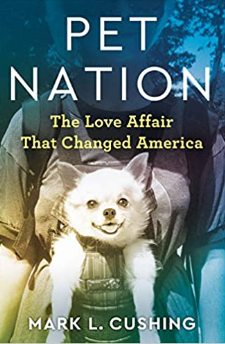 PET
NATION
The Love Affair
That Changed America
MARK L. CUSHING